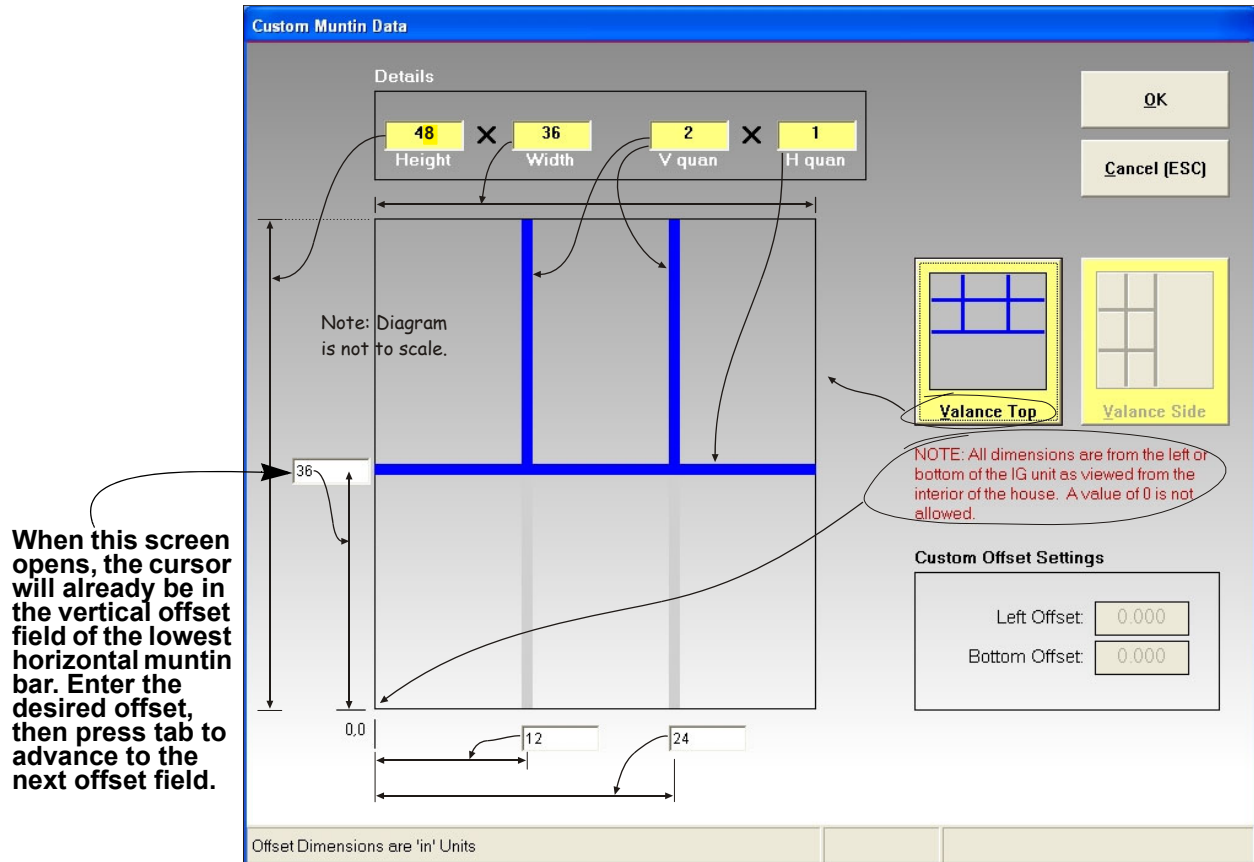 Custom Muntin Data
Details
OK
48 X 36 2 X 1
Height Width V quan H quan
Cancel (ESC)
Note: Diagram
is not to scale.
Valance Top Valance Side
NOTE: All dimensions are from the left or
bottom of the IG unit as viewed from the
interior of the house. A value of 0 is not
allowed.
36
When this screen
opens, the cursor
will already be in
the vertical offset
field of the lowest
horizontal muntin
bar. Enter the
desired offset,
then press tab to
advance to the
next offset field.
Custom Offset Settings
Left Offset: 0.000
Bottom Offset: 0.000
0,0
12 24
Offset Dimensions are 'in' Units